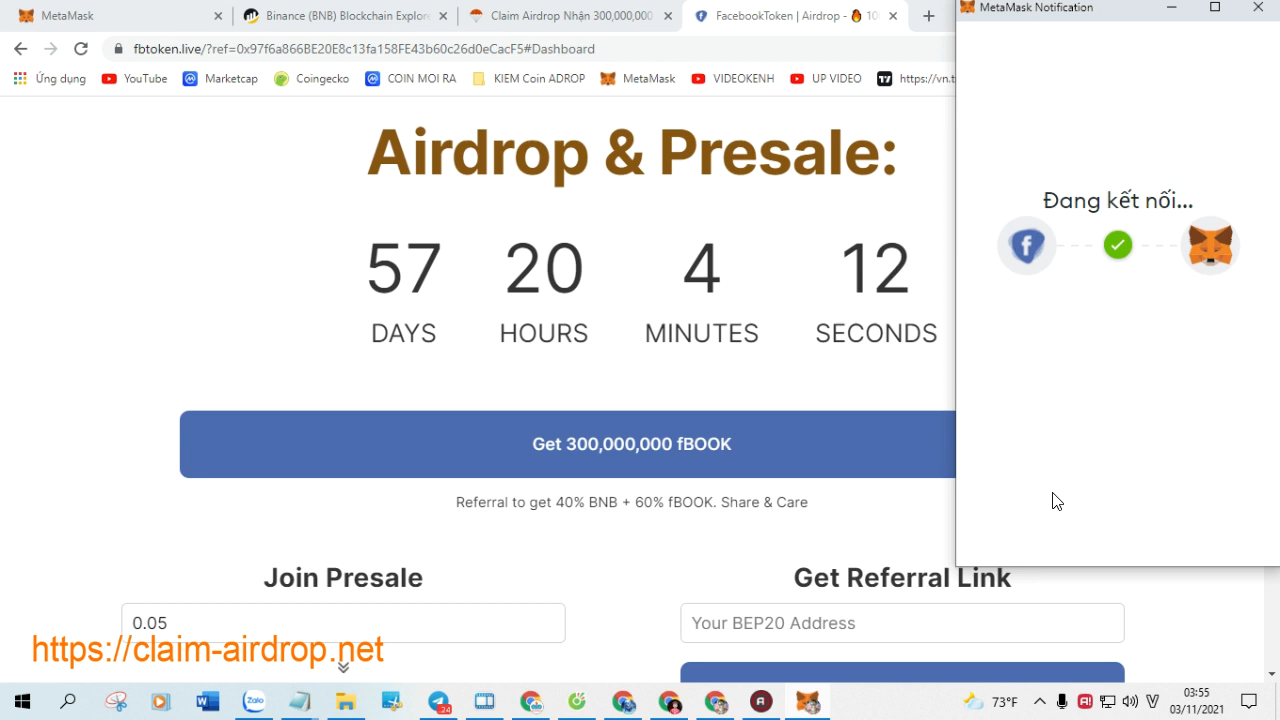 MetaMask
Binance (BNB) Blockchain Explore
Claim Airdrop Nhận 300,000,000
FacebookToken | Airdrop - 🔥 10
MetaMask Notification
fbtoken.live/?ref=0x97f6a866BE20E8c13fa158FE43b60c26d0eCacF5#Dashboard
Ứng dụng
YouTube
Marketcap
Coingecko
COIN MOI RA
KIEM Coin ADROP
MetaMask
VIDEOKENH
UP VIDEO
https://vn.t
Airdrop & Presale:
Đang kết nối...
57 20 4 12
DAYS HOURS MINUTES SECONDS
Get 300,000,000 fBOOK
Referral to get 40% BNB + 60% fBOOK. Share & Care
Join Presale
Get Referral Link
0.05
Your BEP20 Address
https://claim-airdrop.net
Zalo
24
73°F
03:55
03/11/2021